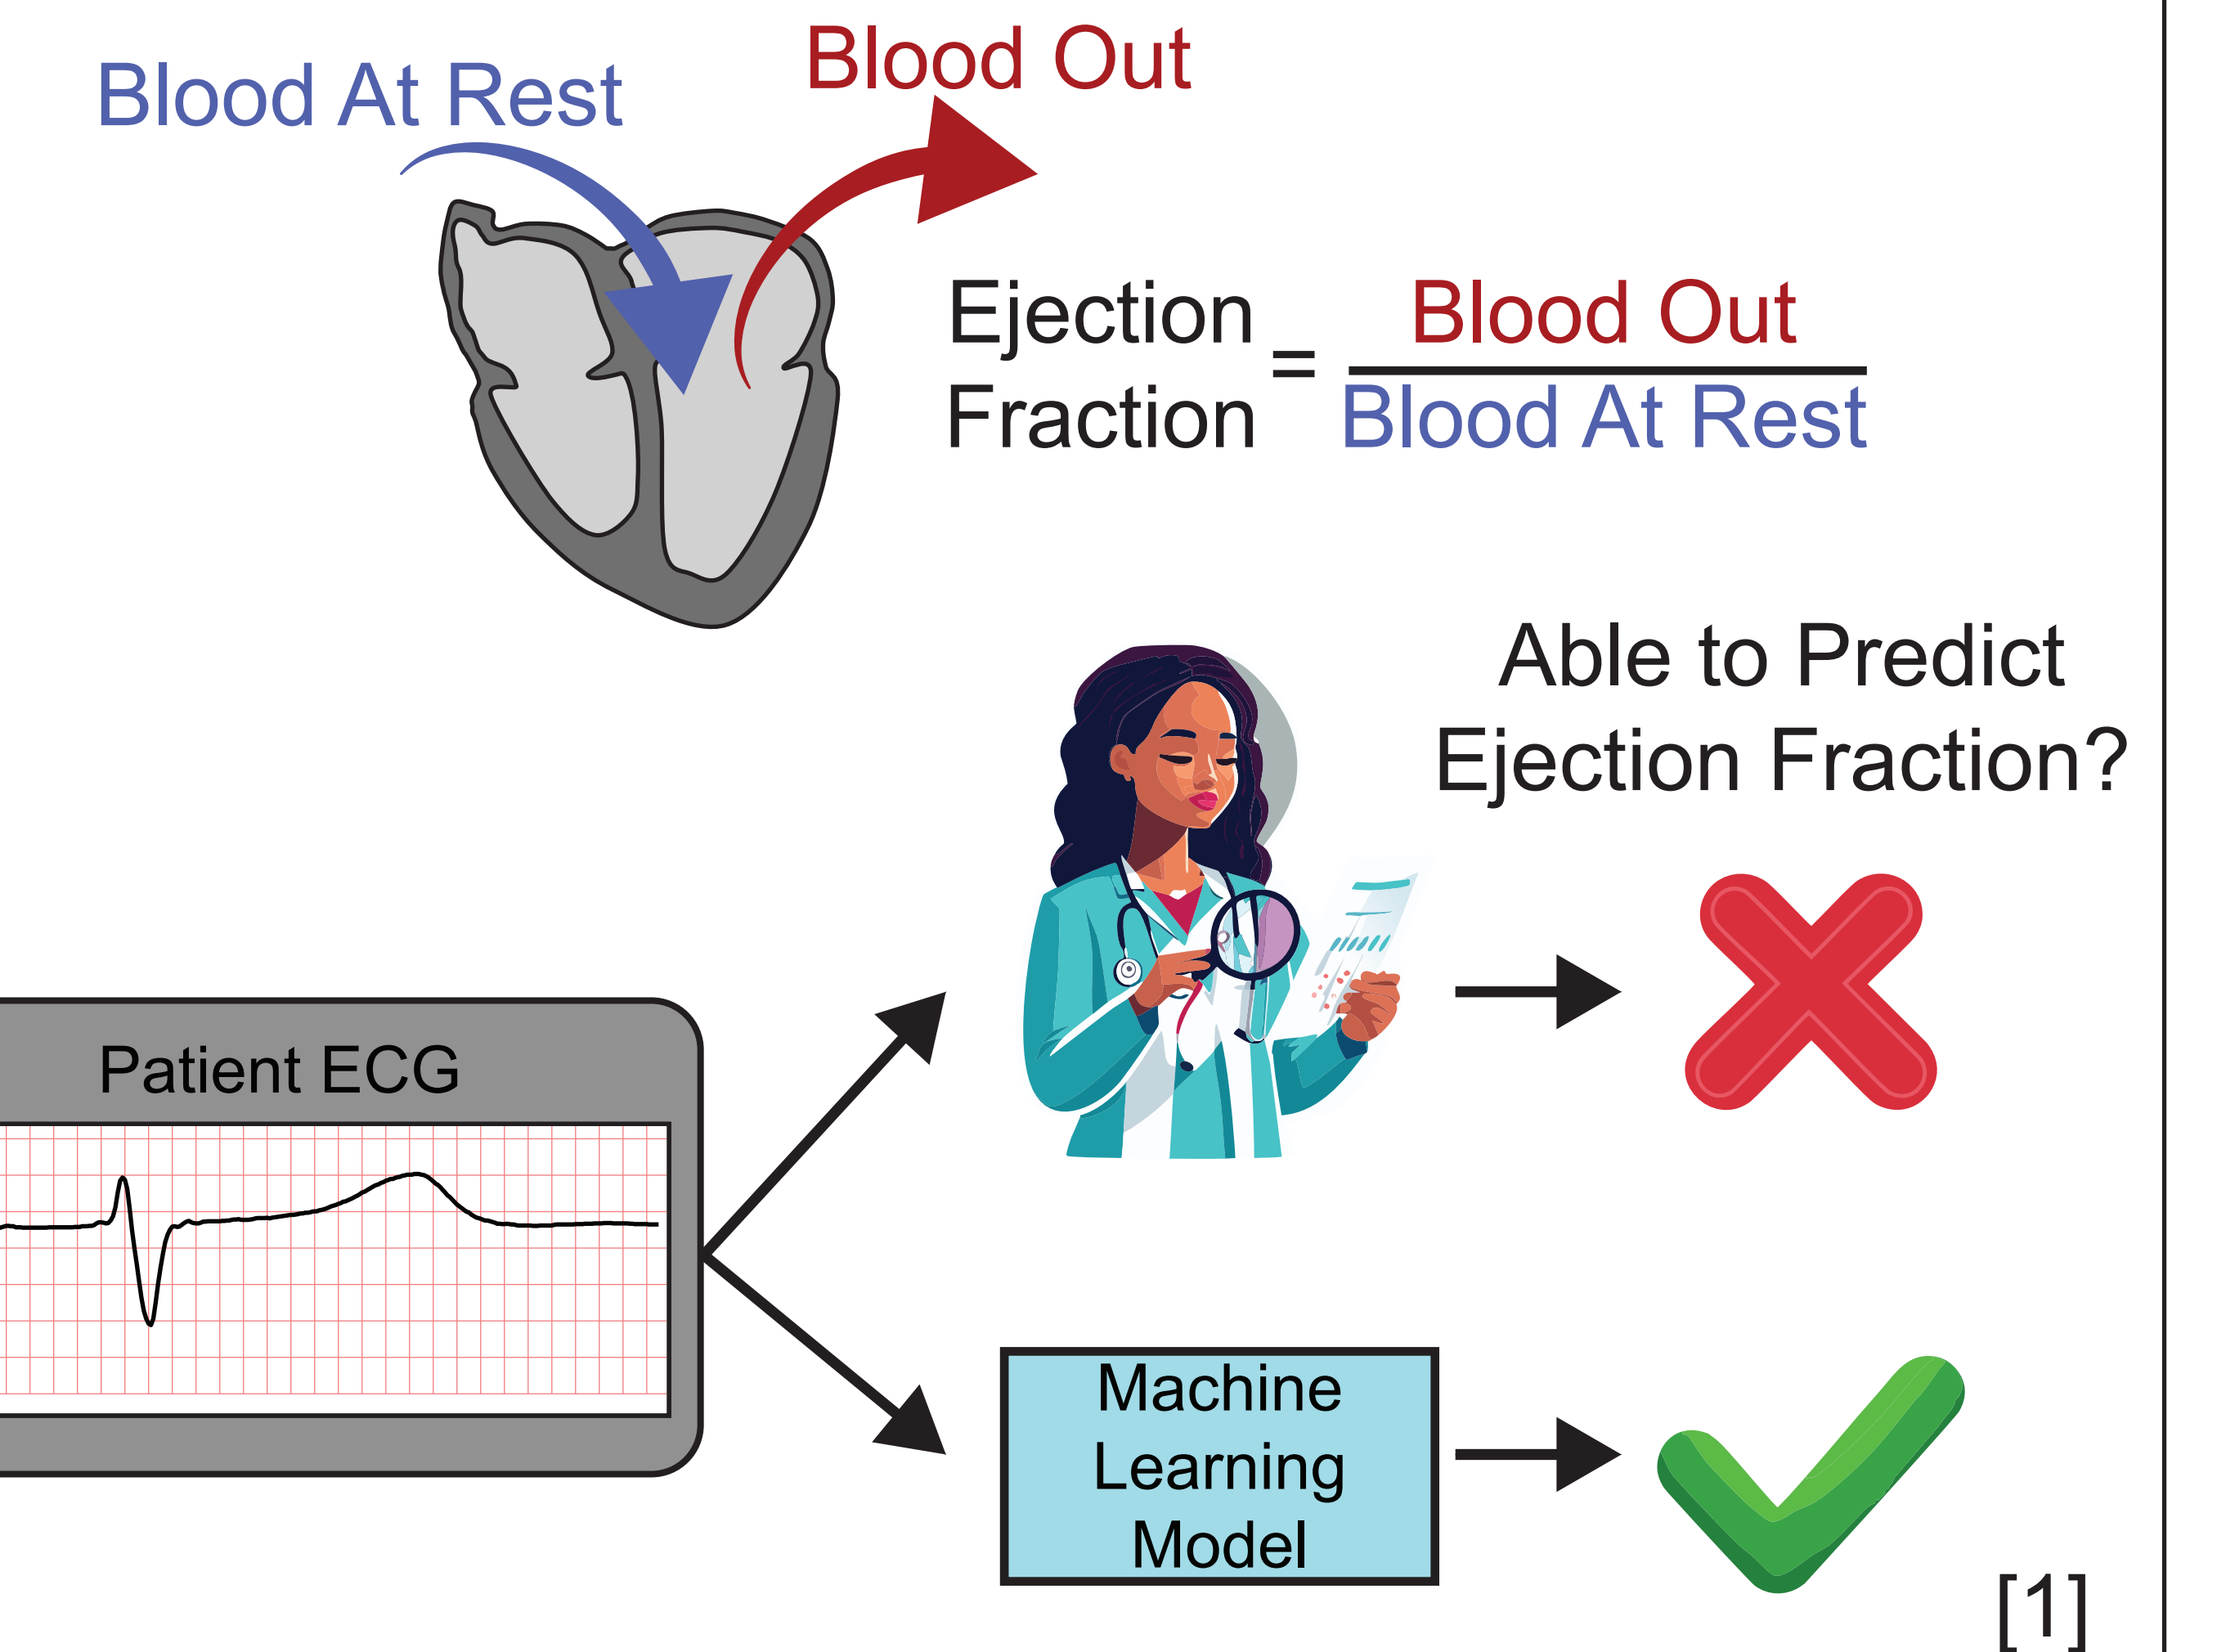 Blood Out
Blood At Rest
Ejection
Fraction
=
Blood Out
Blood At Rest
Able to Predict
Ejection Fraction?
Patient ECG
Machine
Learning
Model
[1]